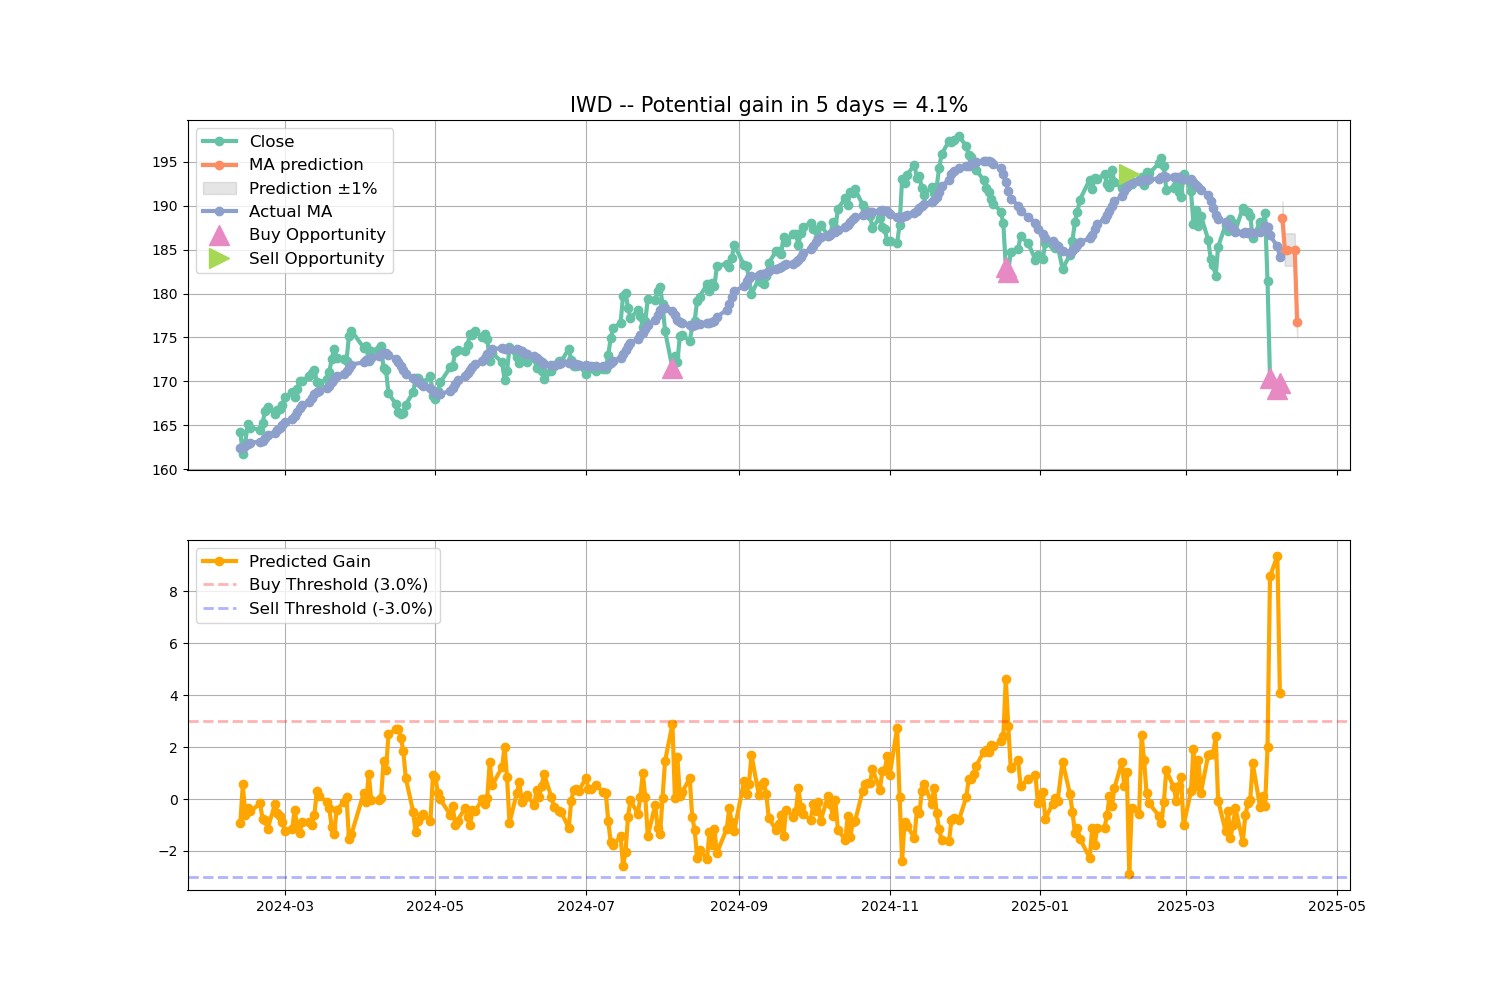 IWD -- Potential gain in 5 days = 4.1%
Close
MA prediction
Prediction ±1%
Actual MA
Buy Opportunity
Sell Opportunity
195
190
185
180
175
170
165
160
Predicted Gain
Buy Threshold (3.0%)
Sell Threshold (-3.0%)
8
6
4
2
0
−2
2024-03 2024-05 2024-07 2024-09 2024-11 2025-01 2025-03 2025-05